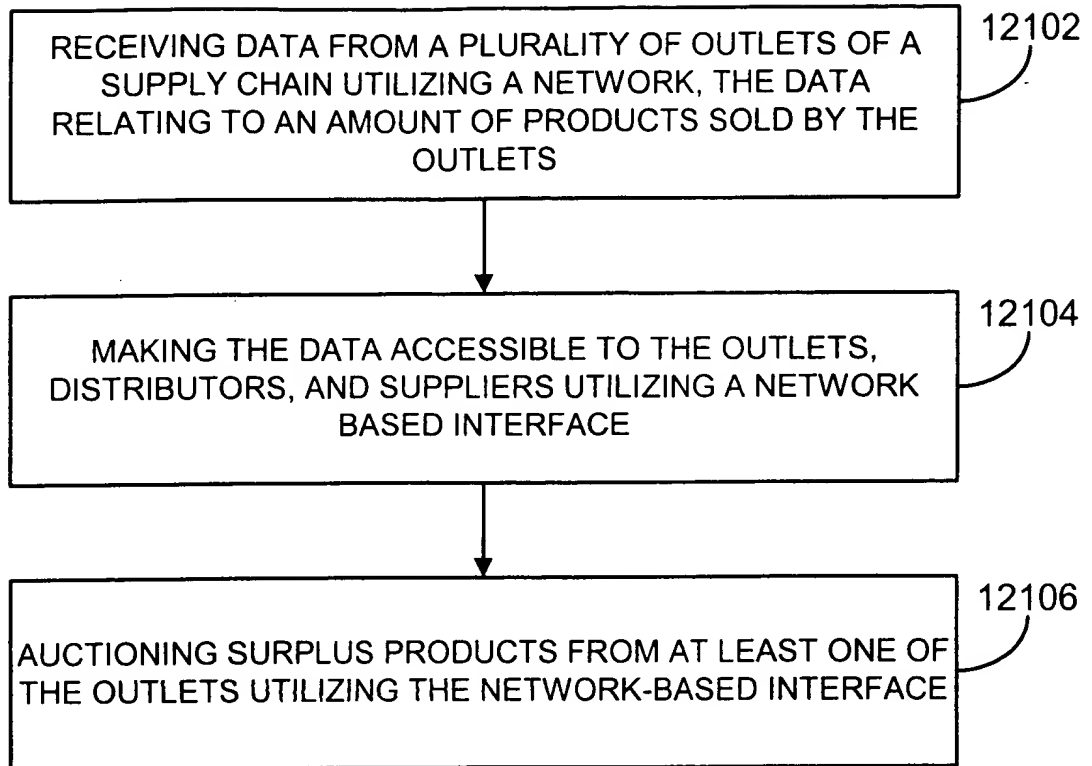 RECEIVING DATA FROM A PLURALITY OF OUTLETS OF A
SUPPLY CHAIN UTILIZING A NETWORK, THE DATA
RELATING TO AN AMOUNT OF PRODUCTS SOLD BY THE
OUTLETS
12102
MAKING THE DATA ACCESSIBLE TO THE OUTLETS,
DISTRIBUTORS, AND SUPPLIERS UTILIZING A NETWORK
BASED INTERFACE
12104
AUCTIONING SURPLUS PRODUCTS FROM AT LEAST ONE OF
THE OUTLETS UTILIZING THE NETWORK-BASED INTERFACE
12106